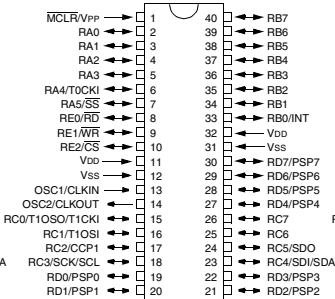 MCLR/VPP 1 40 RB7
RA0 2 39 RB6
RA1 3 38 RB5
RA2 4 37 RB4
RA3 5 36 RB3
RA4/T0CKI 6 35 RB2
RA5/SS 7 34 RB1
RE0/RD 8 33 RB0/INT
RE1/WR 9 32 VDD
RE2/CS 10 31 VSS
VDD 11 30 RD7/PSP7
VSS 12 29 RD6/PSP6
OSC1/CLKIN 13 28 RD5/PSP5
OSC2/CLKOUT 14 27 RD4/PSP4
RC0/T1OSO/T1CKI 15 26 RC7
RC1/T1OSI 16 25 RC6
RC2/CCP1 17 24 RC5/SDO
A RC3/SCK/SCL 18 23 RC4/SDI/SDA
RD0/PSP0 19 22 RD3/PSP3
RD1/PSP1 20 21 RD2/PSP2